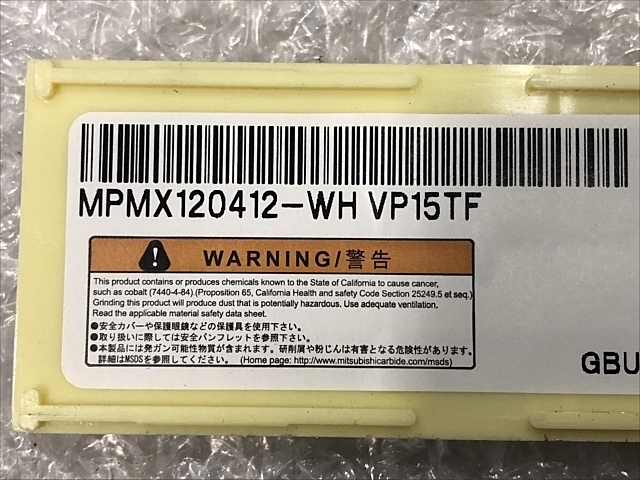 MPMX120412-WH VP15TF
WARNING/警告
This product contains or produces chemicals known to the State of California to cause cancer,
such as cobalt (7440-4-84).(Proposition 65, California Health and safety Code Section 25249.5 et seq.)
Grinding this product will produce dust that is potentially hazardous. Use adequate ventilation.
Read the applicable material safety data sheet.
●安全カバーや保護眼鏡などの保護具を使用下さい。
●取り扱いに際しては安全パンフレットを参照下さい。
●本製品には発ガン可能性物質が含まれます。研削屑や粉じんは有害となる危険性があります。
詳細はMSDSを参照してください。 (Home page: http://www.mitsubishicarbide.com/msds)
GBU